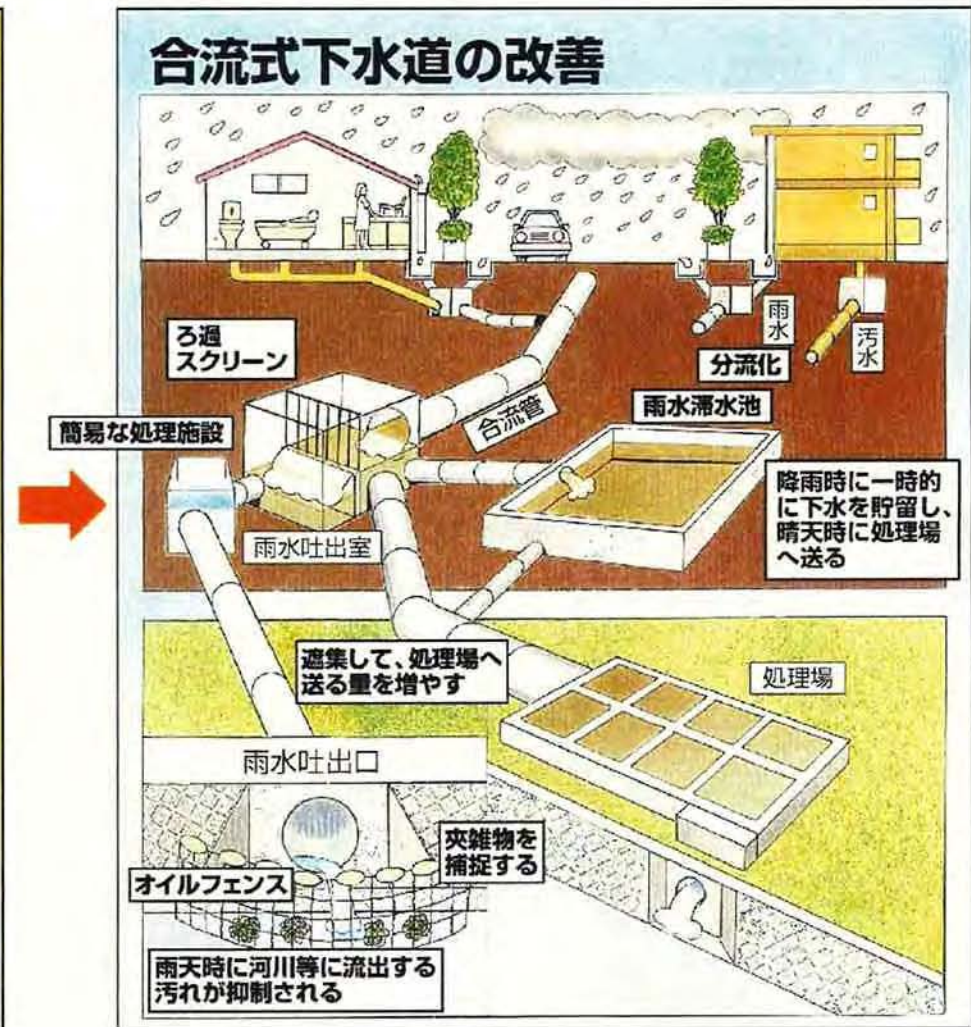 合流式下水道の改善
雨水
汚水
分流化
ろ過
スクリーン
合流管
雨水滞水池
簡易な処理施設
降雨時に一時的
に下水を貯留し、
晴天時に処理場
へ送る
雨水吐出室
遮集して、処理場へ
送る量を増やす
処理場
雨水吐出口
夾雑物を
捕捉する
オイルフェンス
雨天時に河川等に流出する
汚れが抑制される